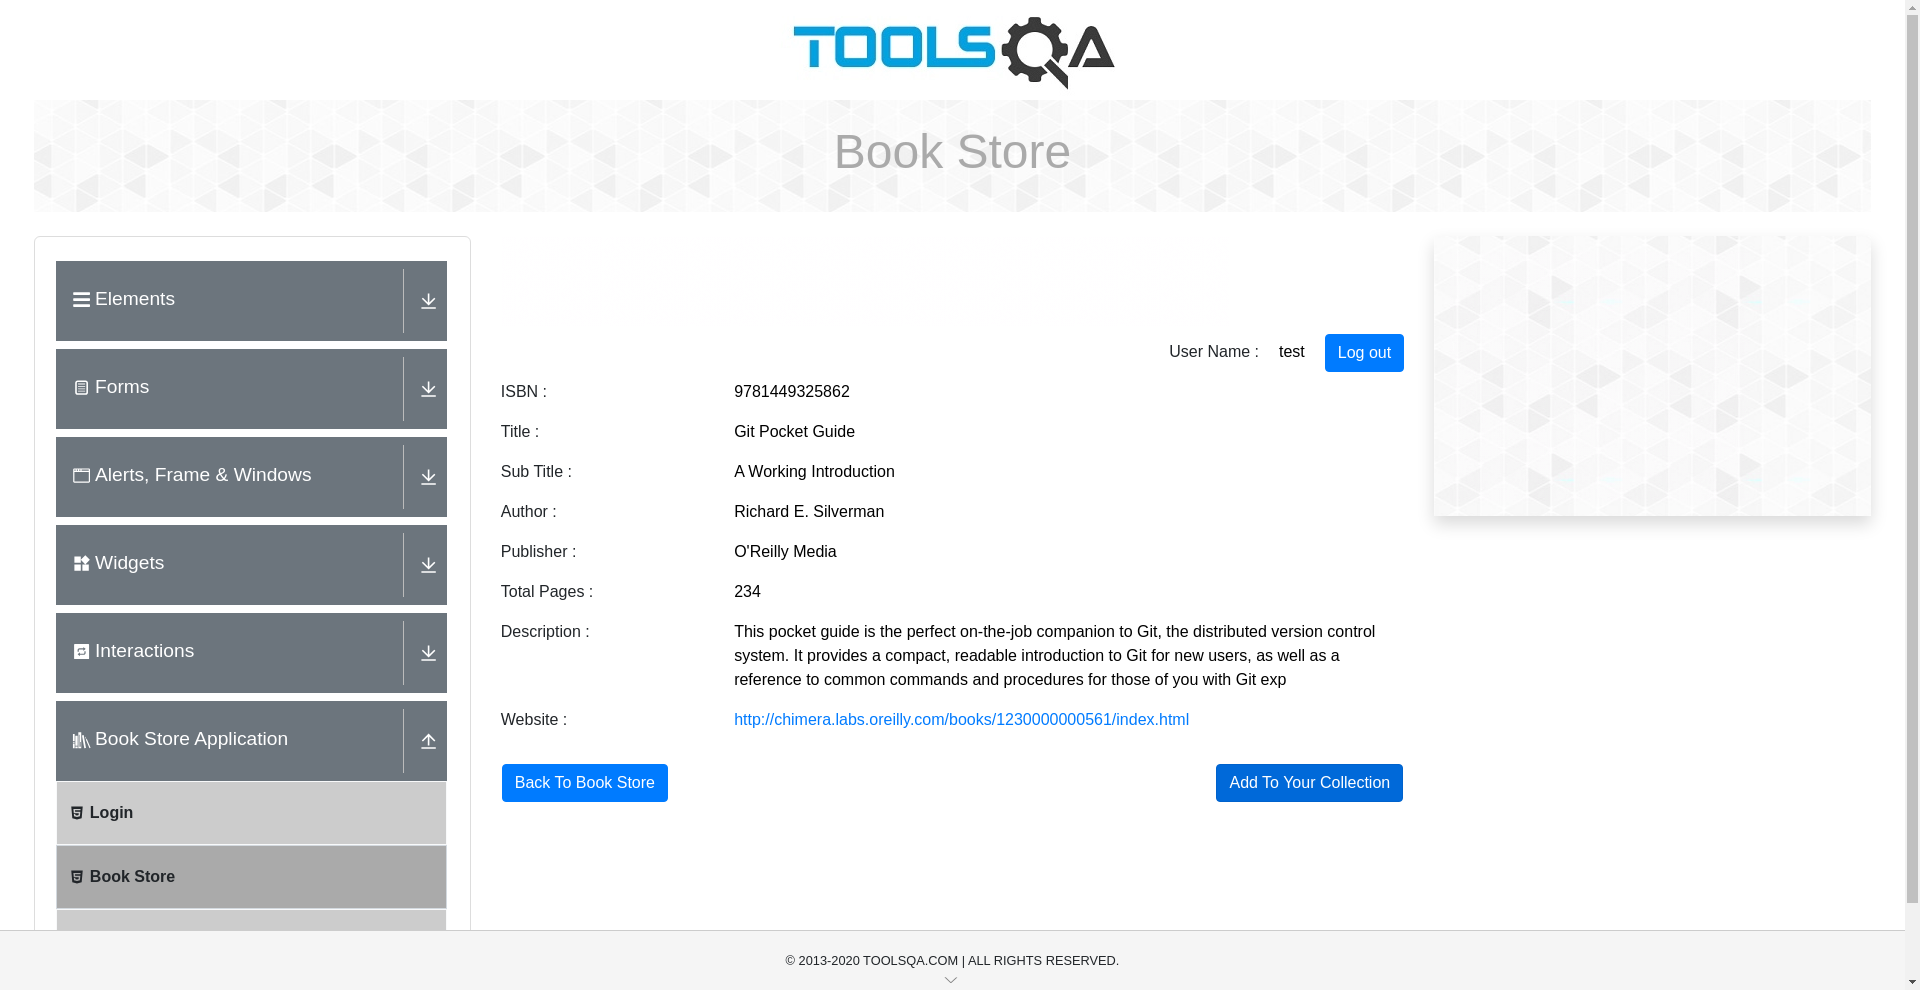 TOOLSQA
Book Store
Elements
Forms
Alerts, Frame & Windows
Widgets
Interactions
Book Store Application
Login
Book Store
User Name : test Log out
ISBN : 9781449325862
Title : Git Pocket Guide
Sub Title : A Working Introduction
Author : Richard E. Silverman
Publisher : O'Reilly Media
Total Pages : 234
Description : This pocket guide is the perfect on-the-job companion to Git, the distributed version control
system. It provides a compact, readable introduction to Git for new users, as well as a
reference to common commands and procedures for those of you with Git exp
Website : http://chimera.labs.oreilly.com/books/1230000000561/index.html
Back To Book Store Add To Your Collection
© 2013-2020 TOOLSQA.COM | ALL RIGHTS RESERVED.